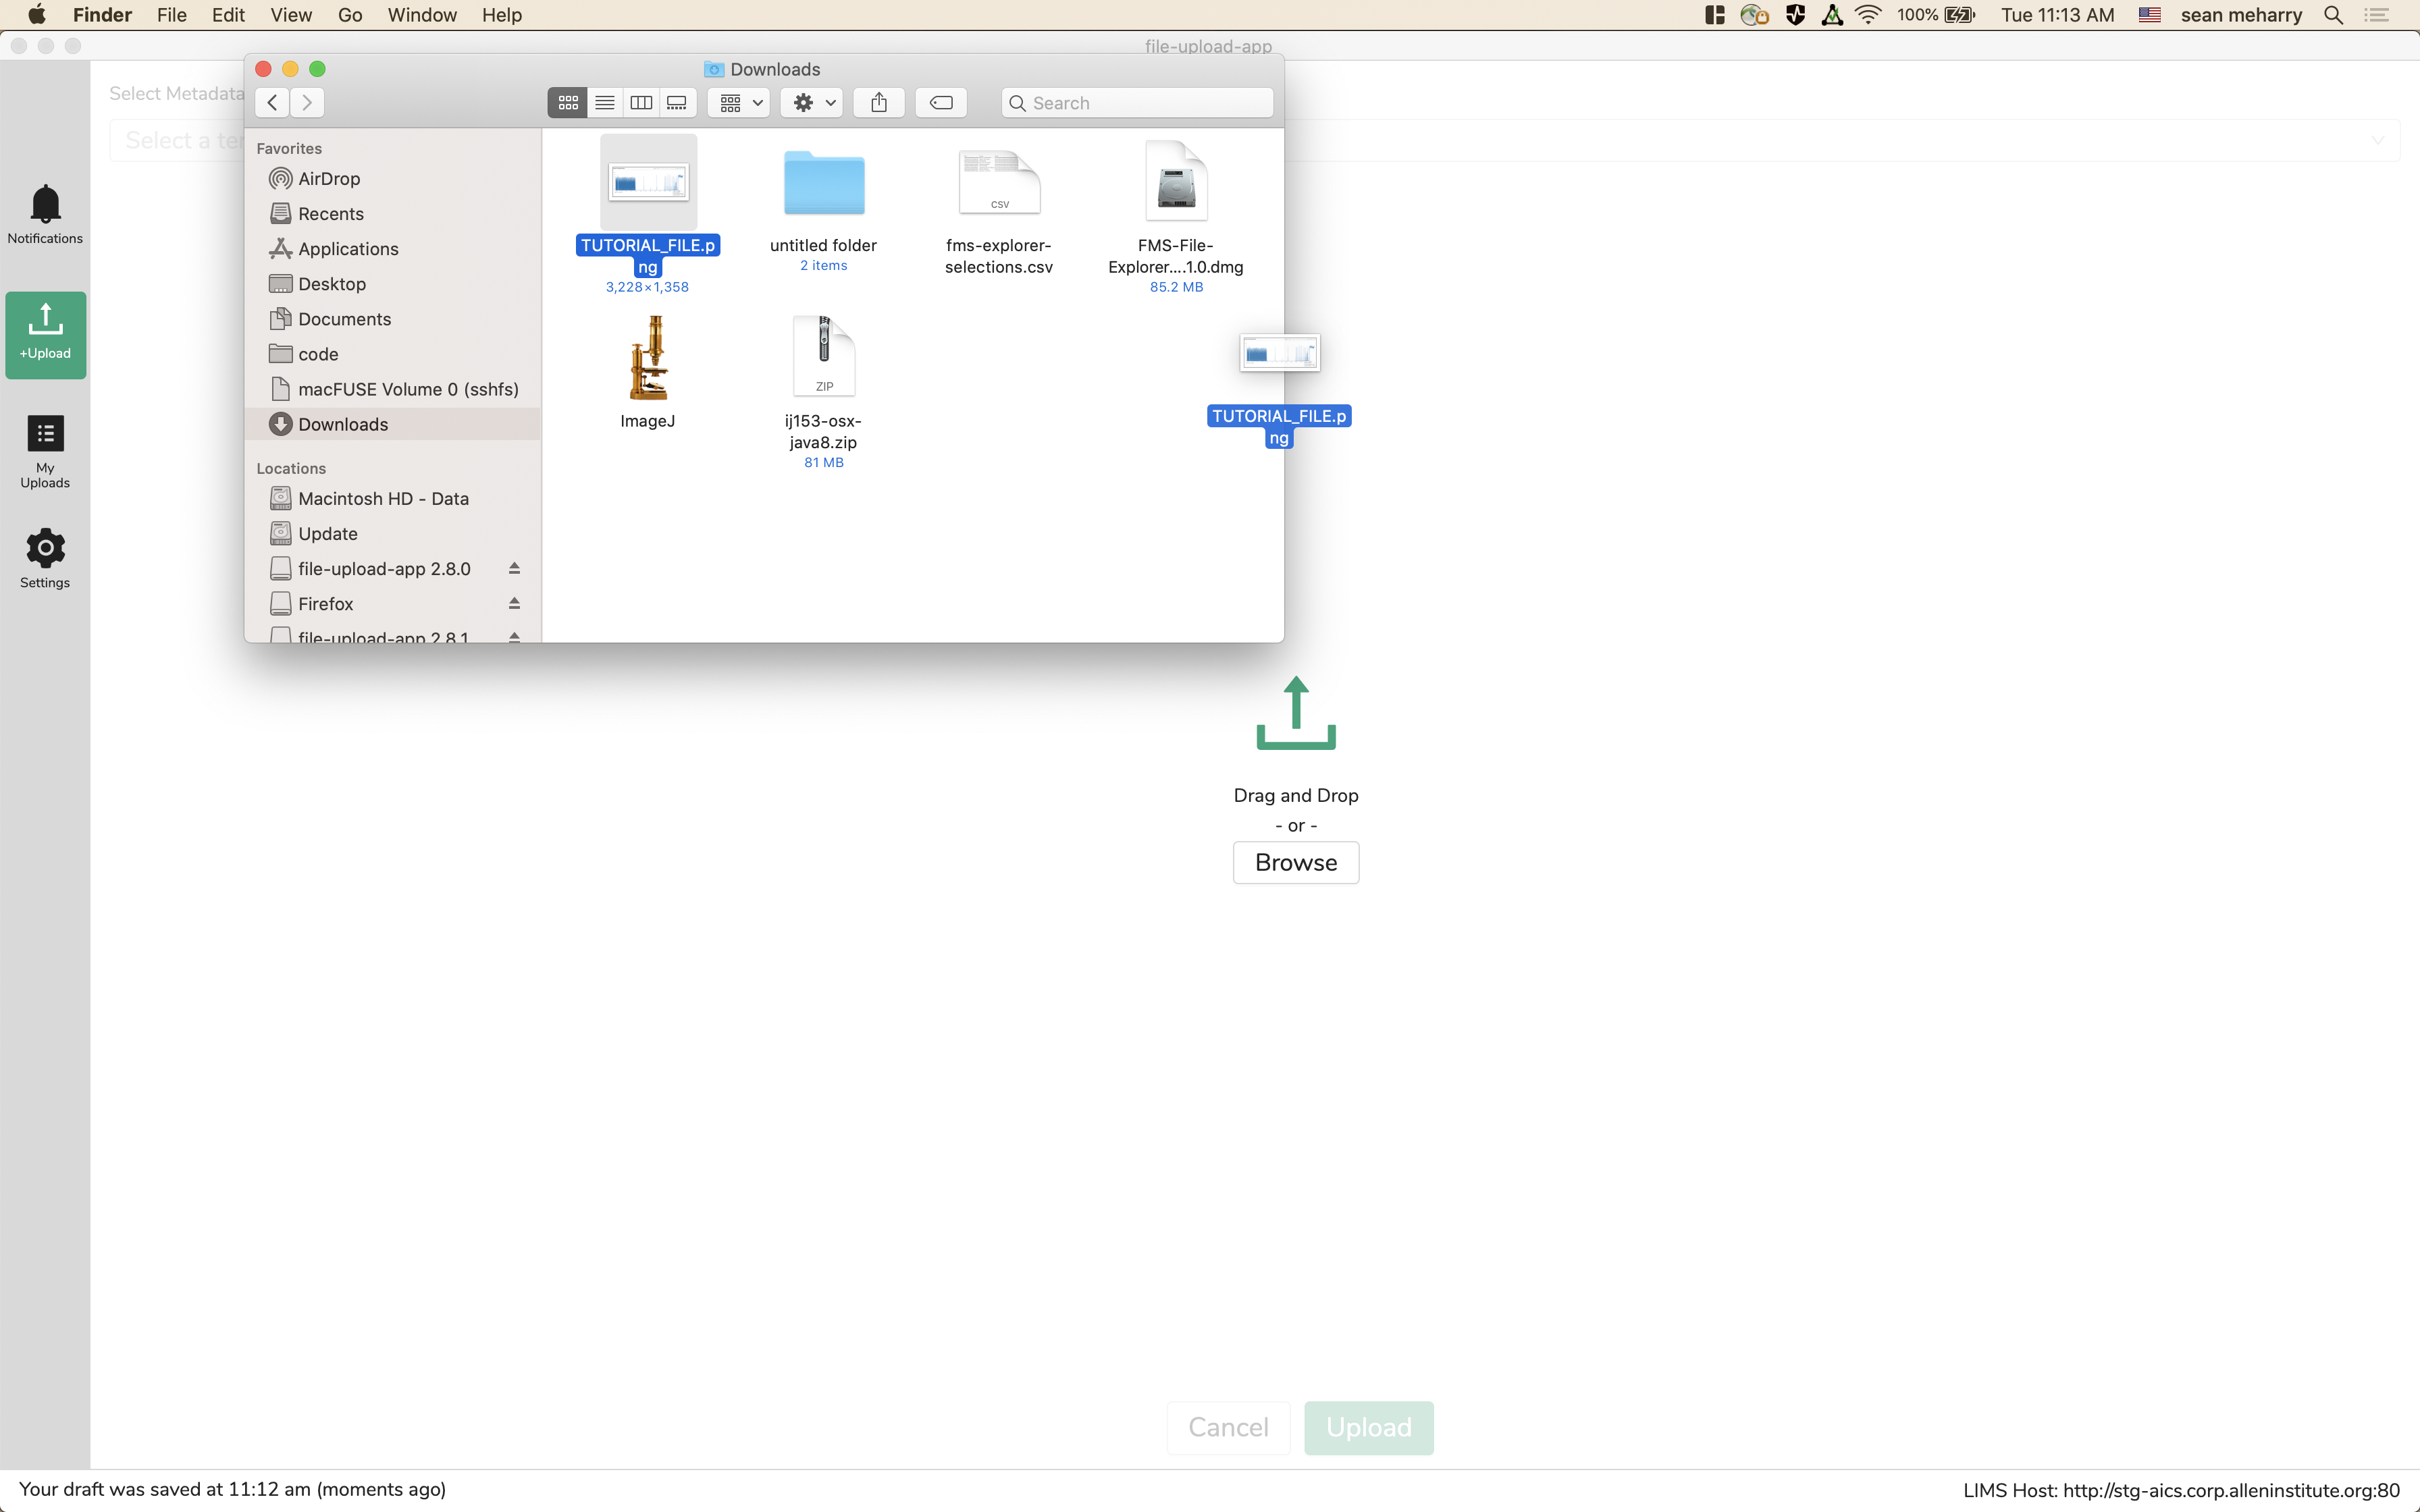 Finder File Edit View Go Window Help
100% Tue 11:13 AM sean meharry
file-upload-app
Downloads
Select Metadata
Search
Select a te
Favorites
AirDrop
Recents
Applications
Desktop
Documents
code
macFUSE Volume 0 (sshfs)
Downloads
Locations
Macintosh HD - Data
Update
file-upload-app 2.8.0
Firefox
file-upload-app 2.8.1
TUTORIAL_FILE.p
ng
3,228×1,358
untitled folder
2 items
CSV
fms-explorer-
selections.csv
FMS-File-
Explorer....1.0.dmg
85.2 MB
ImageJ
ZIP
ij153-osx-
java8.zip
81 MB
TUTORIAL_FILE.p
ng
Notifications
+Upload
My
Uploads
Settings
Drag and Drop
- or -
Browse
Cancel
Upload
Your draft was saved at 11:12 am (moments ago)
LIMS Host: http://stg-aics.corp.alleninstitute.org:80